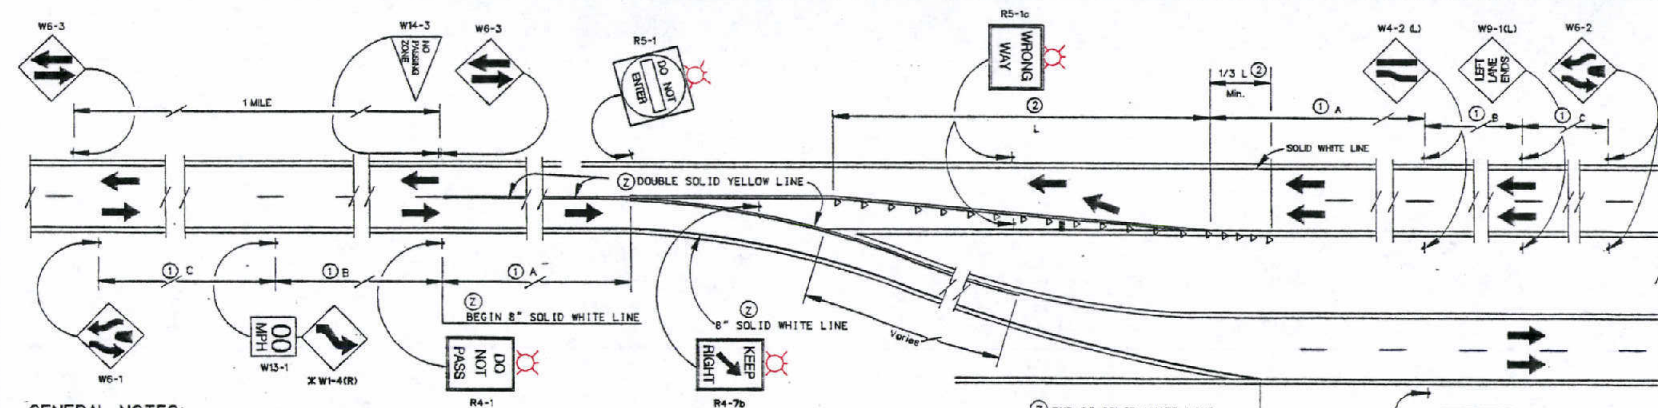 W6-3
W14-3
NO
PASSING
ZONE
W6-3
R5-1
DO NOT
ENTER
R5-1c
WRONG
WAY
W4-2 (L)
W9-1(L)
LEFT
LANE
ENDS
W6-2
1 MILE
2
L
1/3 L 2
Min.
1 A
1 B
1 C
SOLID WHITE LINE
Z DOUBLE SOLID YELLOW LINE
1 C
1 B
1 A
Z
BEGIN 8" SOLID WHITE LINE
Z
8" SOLID WHITE LINE
Varies
W6-1
00
MPH
W13-1
W1-4(R)
DO
NOT
PASS
R4-1
KEEP
RIGHT
R4-7b
GENERAL NOTES: